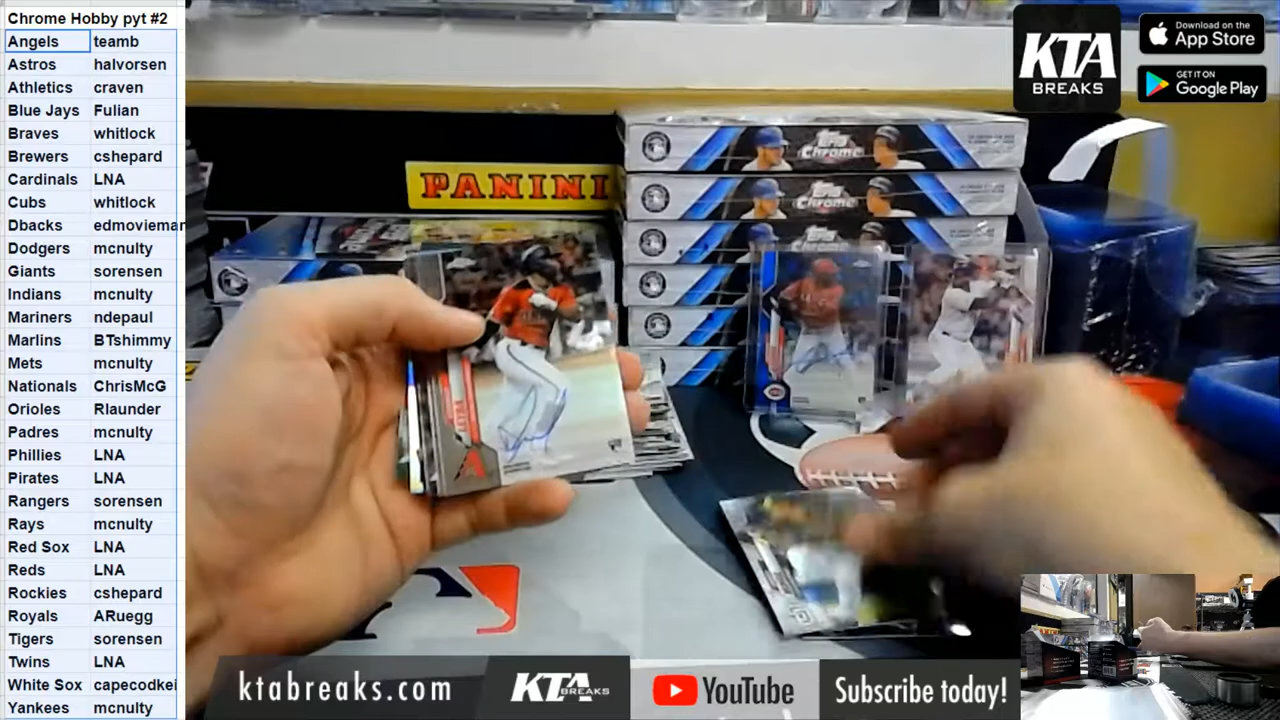 Chrome Hobby pyt #2
Angels teamb
Astros halvorsen
Athletics craven
Blue Jays Fulian
Braves whitlock
Brewers cshepard
Cardinals LNA
Cubs whitlock
Dbacks edmovieman
Dodgers mcnulty
Giants sorensen
Indians mcnulty
Mariners ndepaul
Marlins BTshimmy
Mets mcnulty
Nationals ChrisMcG
Orioles Rlaunder
Padres mcnulty
Phillies LNA
Pirates LNA
Rangers sorensen
Rays mcnulty
Red Sox LNA
Reds LNA
Rockies cshepard
Royals ARuegg
Tigers sorensen
Twins LNA
White Sox capecodkei
Yankees mcnulty
KTA
BREAKS
Download on the
App Store
GET IT ON
Google Play
PANINI
Topps
Chrome
Topps
Chrome
Topps
Chrome
ktabreaks.com
KTA
BREAKS
YouTube
Subscribe today!